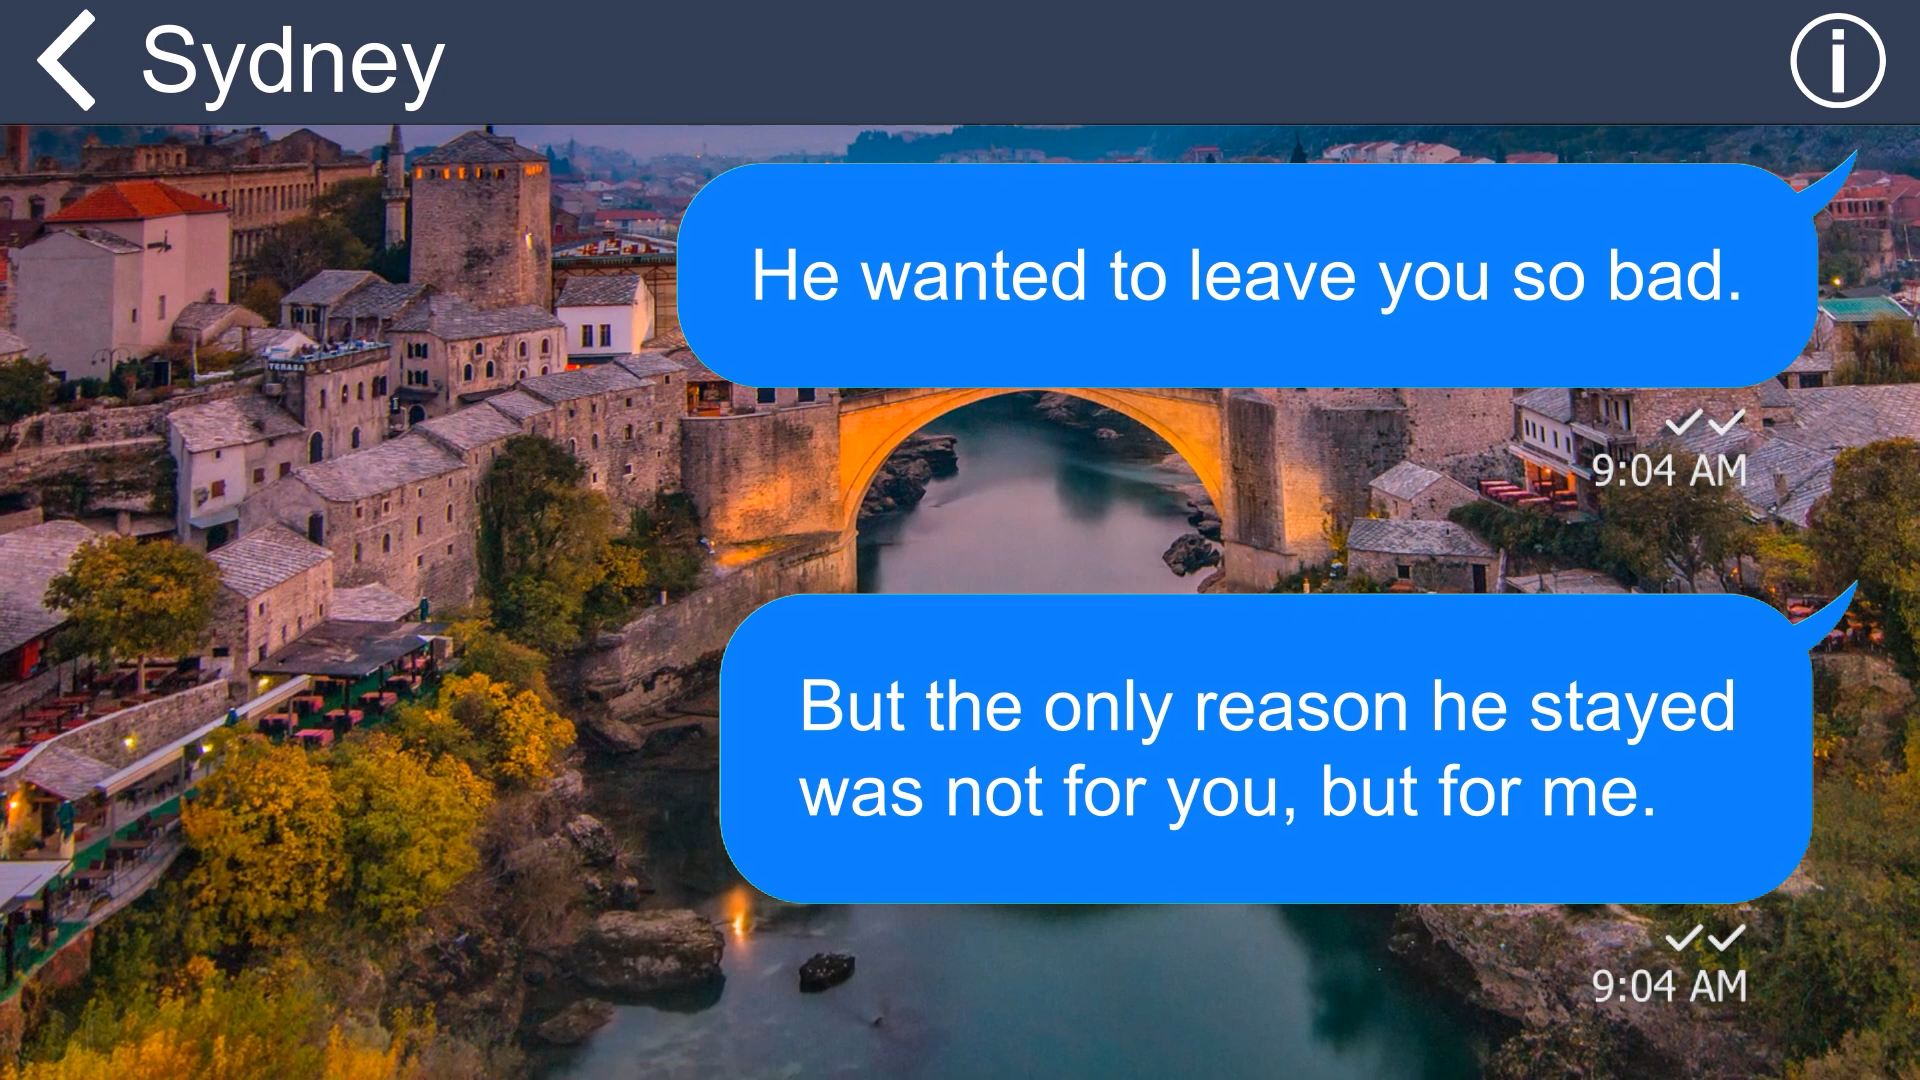 Sydney
He wanted to leave you so bad.
9:04 AM
TERASA
But the only reason he stayed
was not for you, but for me.
9:04 AM